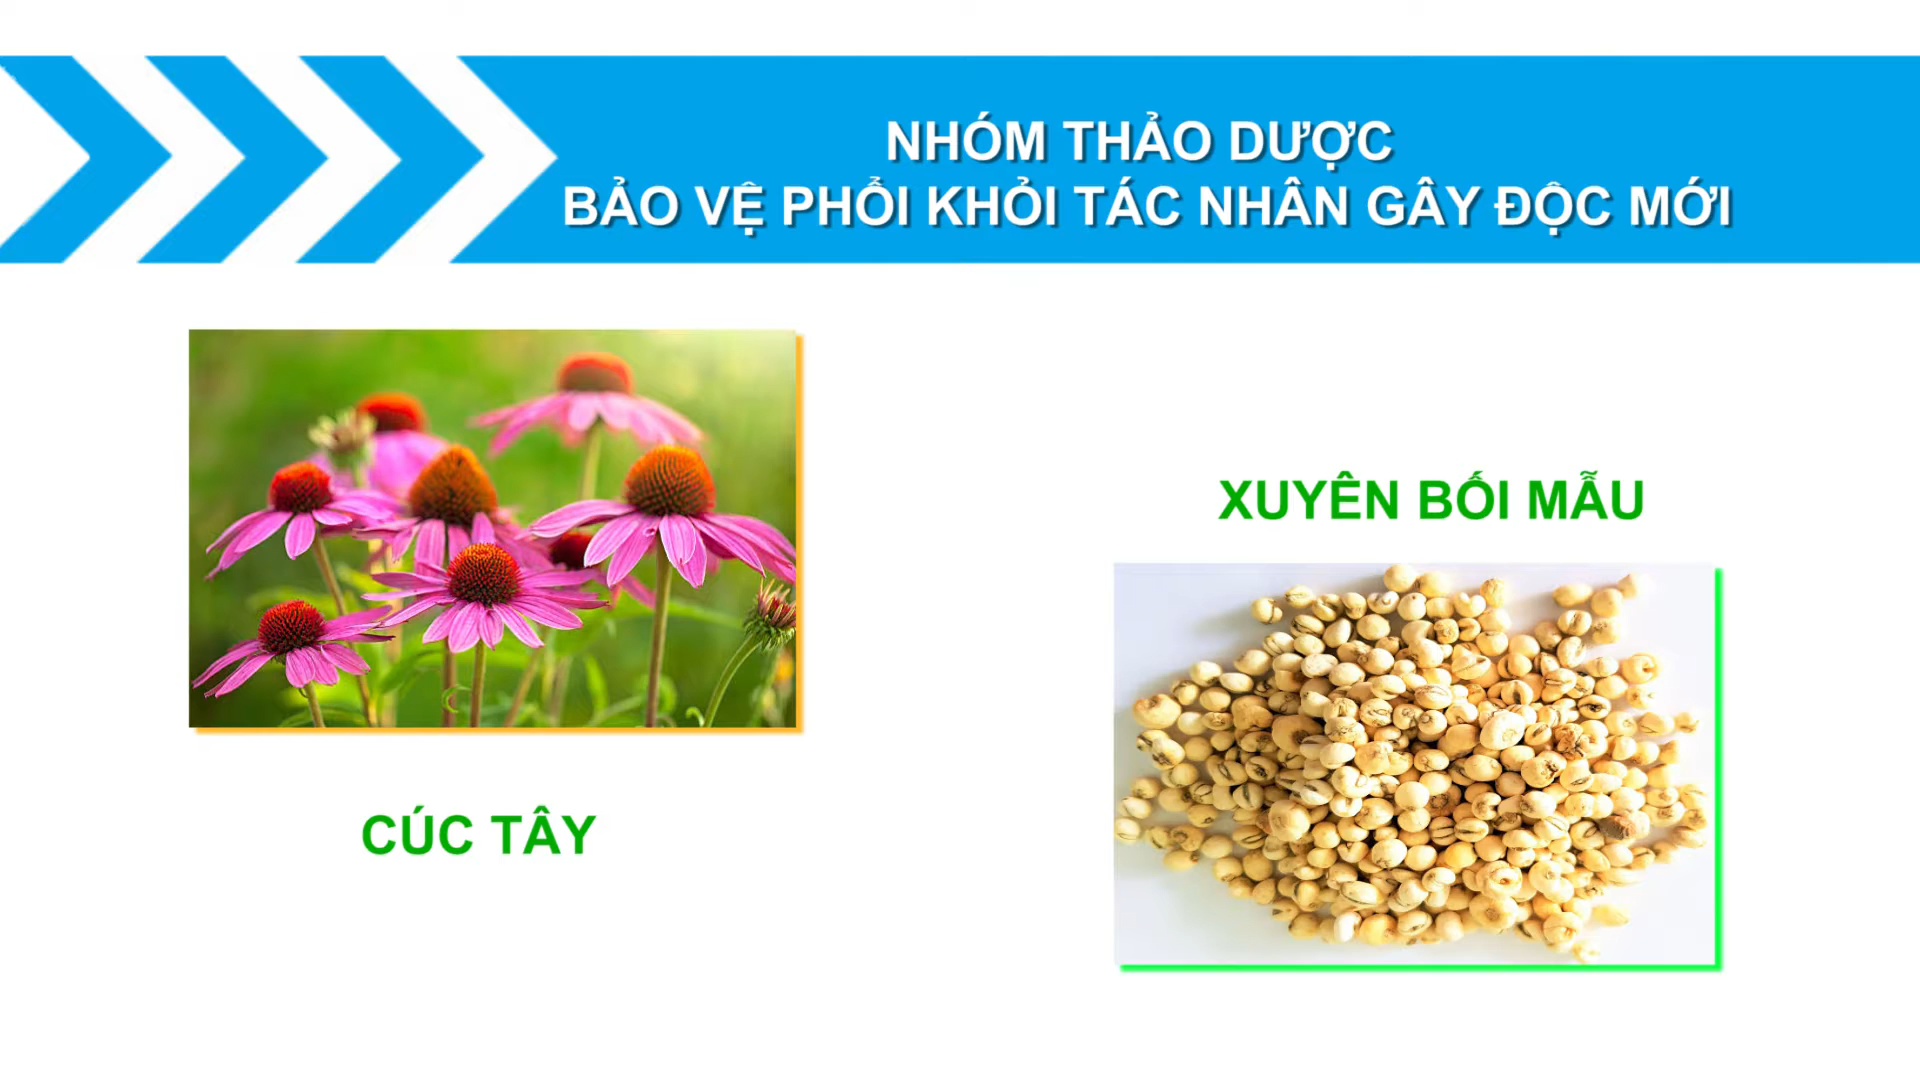 NHÓM THẢO DƯỢC
BẢO VỆ PHỔI KHỎI TÁC NHÂN GÂY ĐỘC MỚI
XUYÊN BỐI MẪU
CÚC TÂY